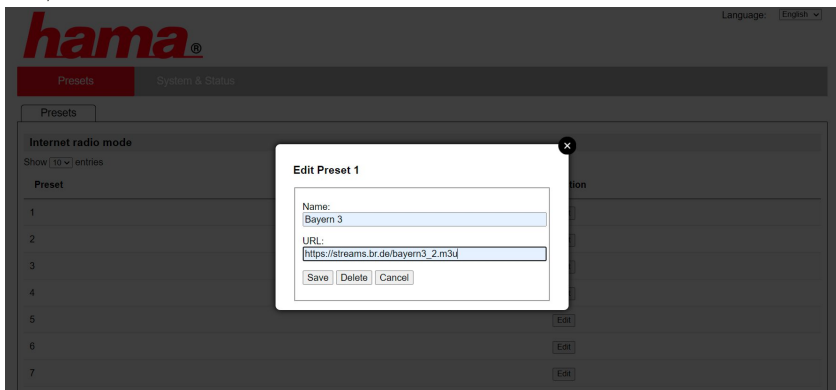 Language: English
hama®
Presets System & Status
Presets
Internet radio mode
Show 10 entries
Preset
1
2
3
4
5 Edit
6 Edit
7 Edit
Edit Preset 1
Name:
Bayern 3
URL:
https://streams.br.de/bayern3_2.m3u
Save Delete Cancel